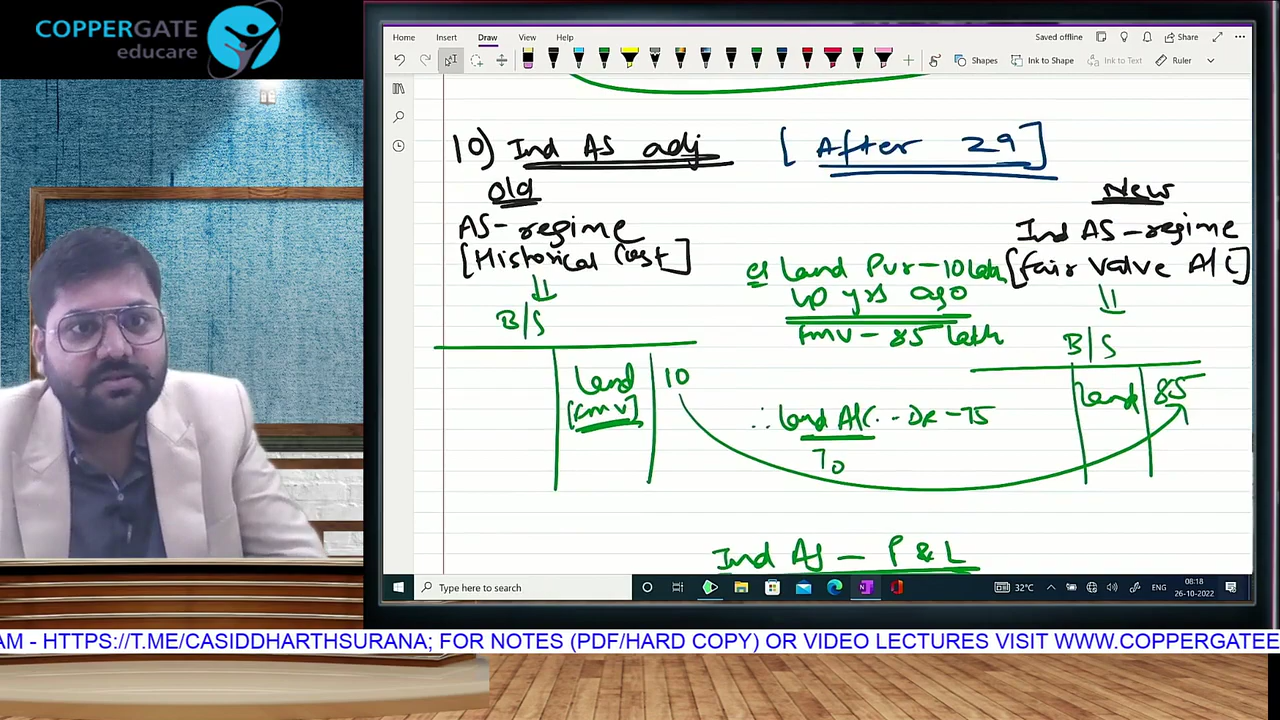 COPPERGATE
educare
Home Insert Draw View Help
Saved offline
Share
Shapes
Ink to Shape
Ink to Text
Ruler
10) Ind AS adj [After 29]
Old
AS-regime
[Historical Cost]
B/S
Land
[FMV]
10
eg Land Pur - 10 Lakh
40 yrs ago
FMV - 85 Lakh
∴ Land A/C. - Dr - 75
To
New
Ind AS - regime
[Fair Value A/C]
B/S
Land
85
Ind AS - P & L
Type here to search
32°C
ENG
08:18
26-10-2022
AM - HTTPS://T.ME/CASIDDHARTHSURANA; FOR NOTES (PDF/HARD COPY) OR VIDEO LECTURES VISIT WWW.COPPERGATEE